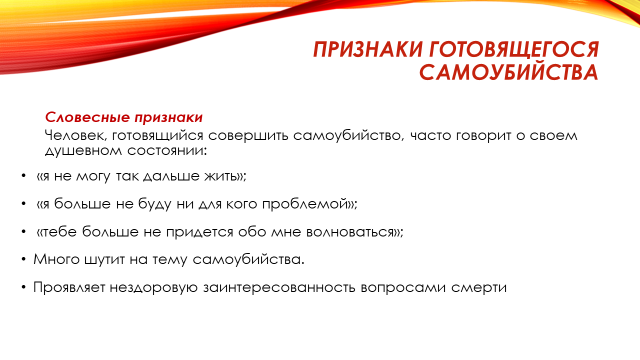 ПРИЗНАКИ ГОТОВЯЩЕГОСЯ
САМОУБИЙСТВА
Словесные признаки
Человек, готовящийся совершить самоубийство, часто говорит о своем
душевном состоянии:
• «я не могу так дальше жить»;
• «я больше не буду ни для кого проблемой»;
• «тебе больше не придется обо мне волноваться»;
• Много шутит на тему самоубийства.
• Проявляет нездоровую заинтересованность вопросами смерти